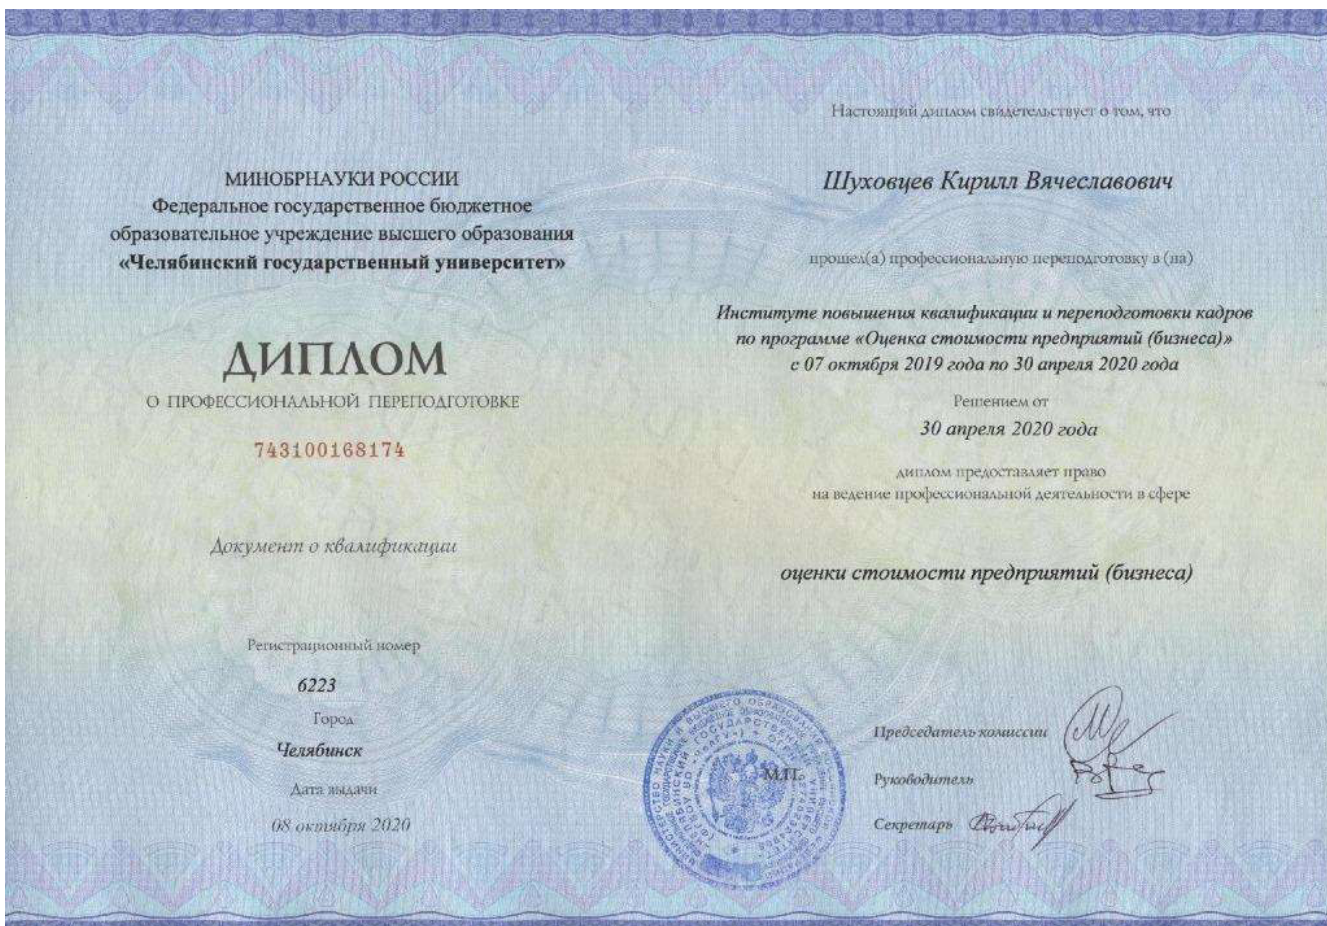 МИНОБРНАУКИ РОССИИ
Федеральное государственное бюджетное
образовательное учреждение высшего образования
«Челябинский государственный университет»
ДИПЛОМ
О ПРОФЕССИОНАЛЬНОЙ ПЕРЕПОДГОТОВКЕ
743100168174
Документ о квалификации
Регистрационный номер
6223
Город
Челябинск
Дата выдачи
08 октября 2020
Настоящий диплом свидетельствует о том, что
Шуховцев Кирилл Вячеславович
прошел(а) профессиональную переподготовку в (на)
Институте повышения квалификации и переподготовки кадров
по программе «Оценка стоимости предприятий (бизнеса)»
с 07 октября 2019 года по 30 апреля 2020 года
Решением от
30 апреля 2020 года
диплом предоставляет право
на ведение профессиональной деятельности в сфере
оценки стоимости предприятий (бизнеса)
М.П.
Председатель комиссии
Руководитель
Секретарь